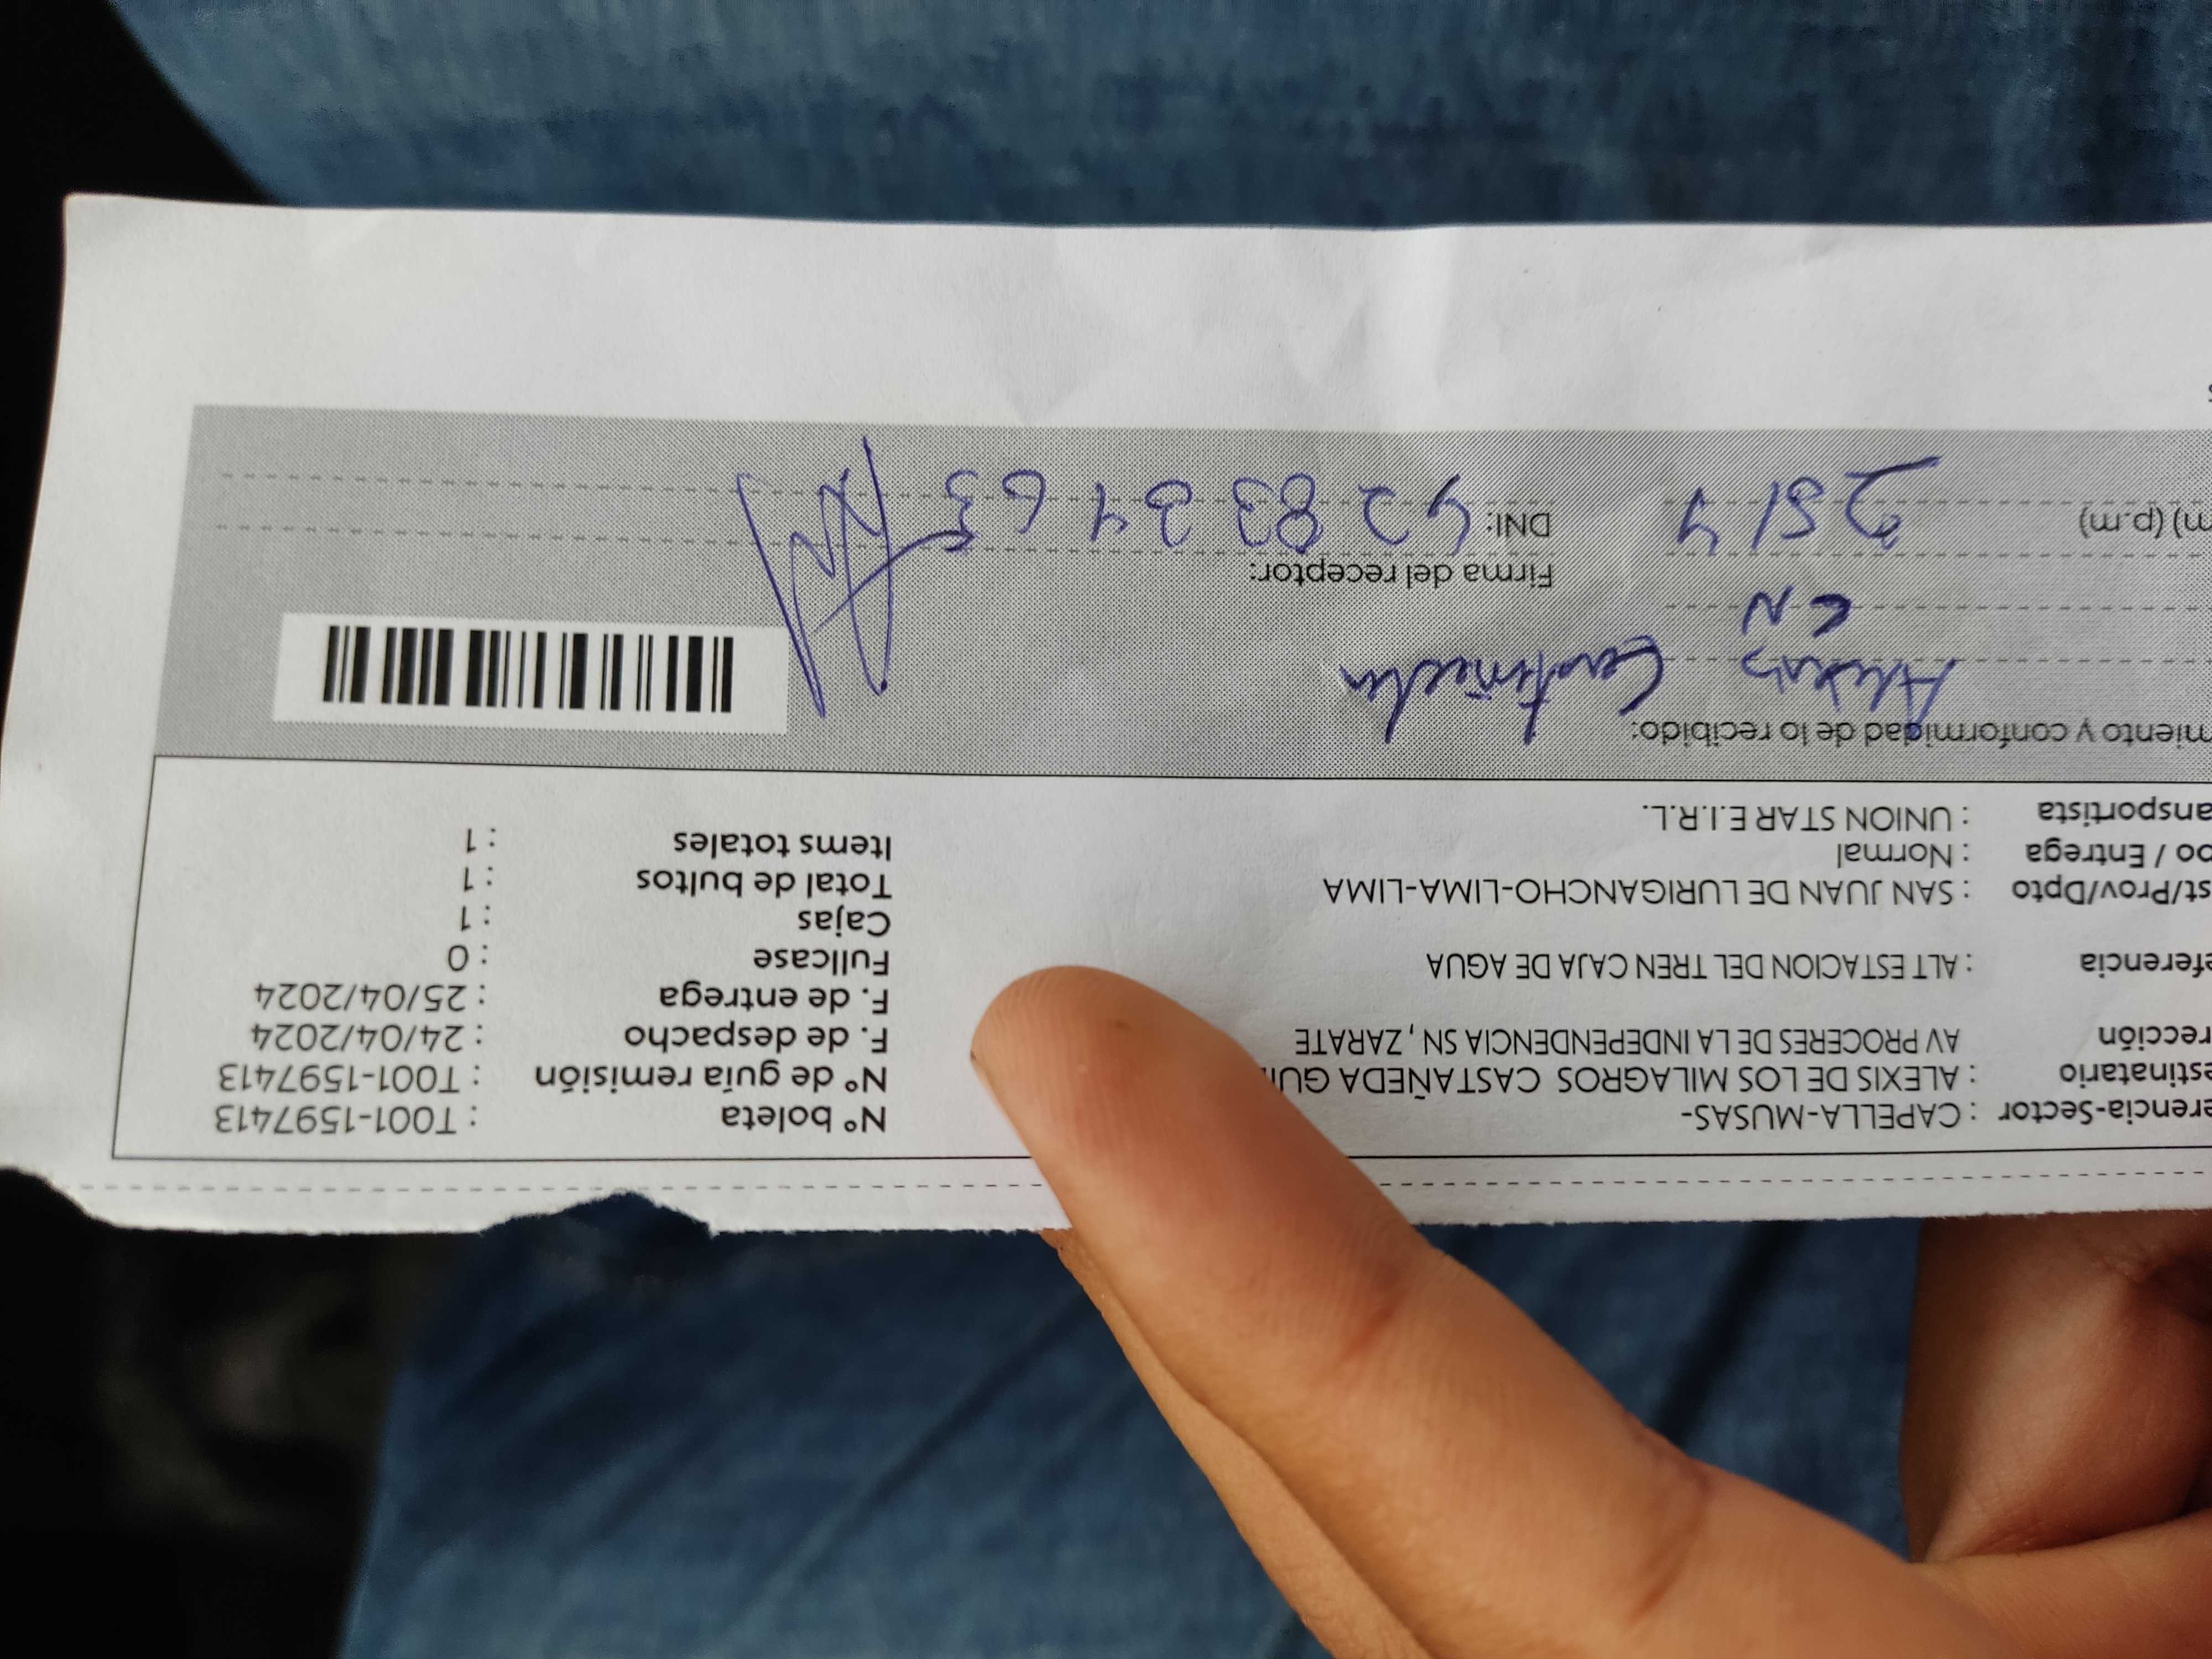 N° boleta : T001-1597413
N° de guía remisión : T001-1597413
F. de despacho : 24/04/2024
F. de entrega : 25/04/2024
Fullcase : 0
Cajas : 1
Total de bultos : 1
Items totales : 1
erencia-Sector : CAPELLA-MUSAS-
estinatario : ALEXIS DE LOS MILAGROS CASTAÑEDA
rección AV PROCERES DE LA INDEPENDENCIA SN, ZARATE
eferencia : ALT ESTACION DEL TREN CAJA DE AGUA
st/Prov/Dpto : SAN JUAN DE LURIGANCHO-LIMA-LIMA
po / Entrega : Normal
ansportista : UNION STAR E.I.R.L.
miento y conformidad de lo recibido:
Alexis Castañeda
Firma del receptor:
m) (p.m)
DNI: